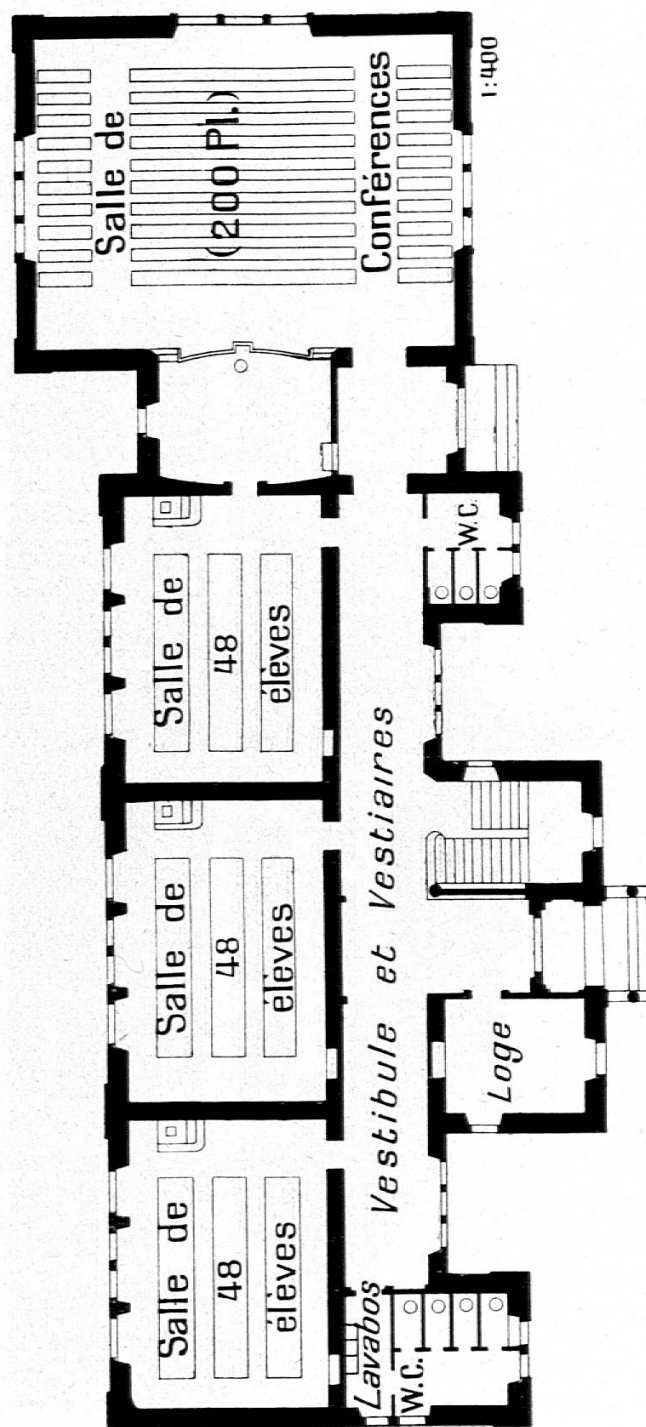 Salle de
48
élèves
Salle de
48
élèves
Salle de
48
élèves
Salle de
(200 Pl.)
Conférences
Lavabos
W.C.
Vestibule et Vestiaires
W.C.
Loge
1:400